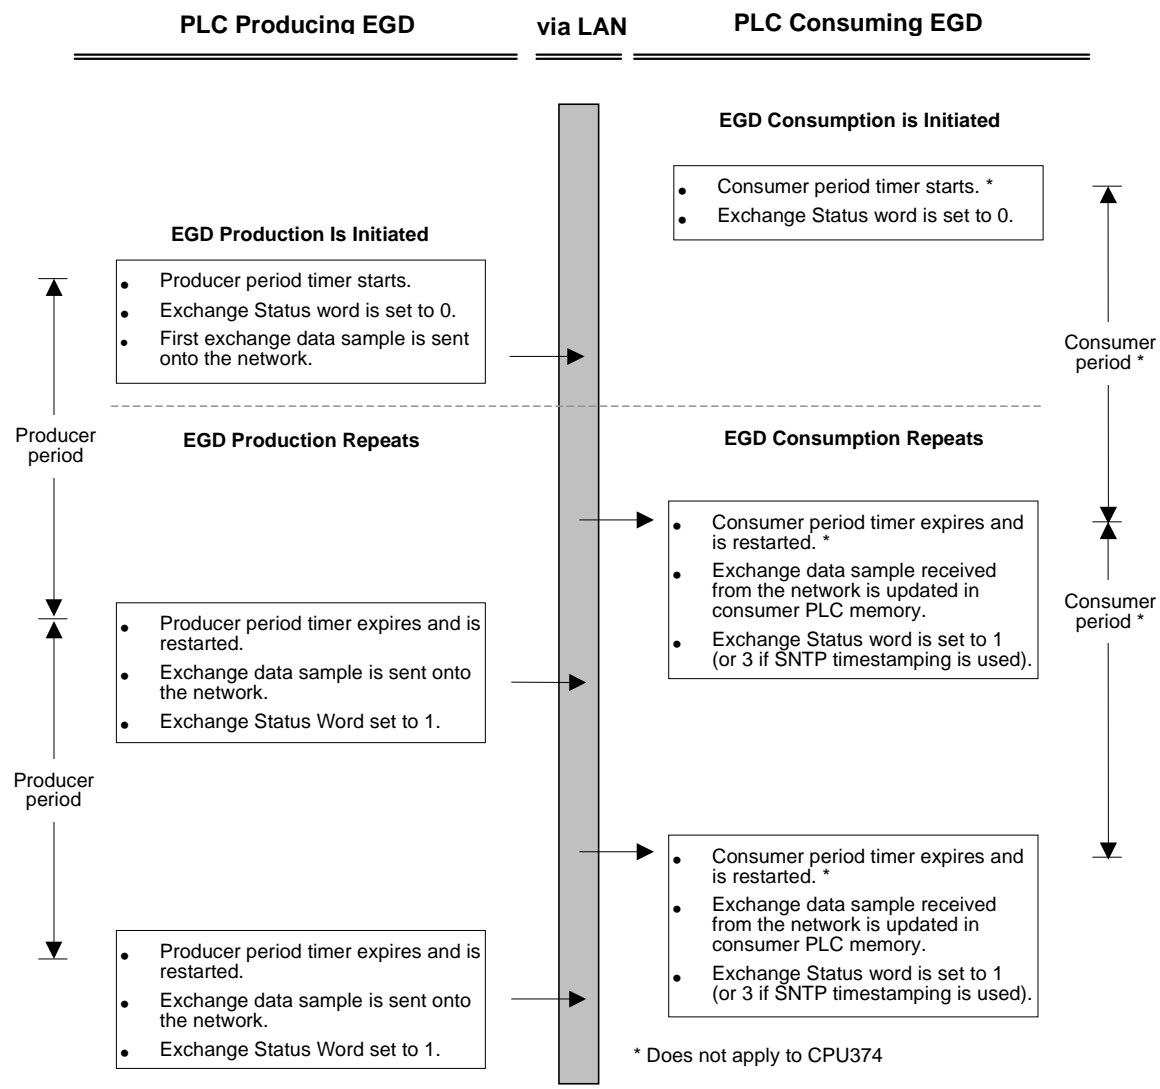 PLC Producing EGD
via LAN
PLC Consuming EGD
EGD Consumption is Initiated
• Consumer period timer starts. *
• Exchange Status word is set to 0.
EGD Production Is Initiated
• Producer period timer starts.
• Exchange Status word is set to 0.
• First exchange data sample is sent
onto the network.
Consumer
period *
Producer
period
EGD Production Repeats
EGD Consumption Repeats
• Consumer period timer expires and
is restarted. *
• Exchange data sample received
from the network is updated in
consumer PLC memory.
• Exchange Status word is set to 1
(or 3 if SNTP timestamping is used).
Consumer
period *
• Producer period timer expires and is
restarted.
• Exchange data sample is sent onto
the network.
• Exchange Status Word set to 1.
Producer
period
• Consumer period timer expires and
is restarted. *
• Exchange data sample received
from the network is updated in
consumer PLC memory.
• Exchange Status word is set to 1
(or 3 if SNTP timestamping is used).
• Producer period timer expires and is
restarted.
• Exchange data sample is sent onto
the network.
• Exchange Status Word set to 1.
* Does not apply to CPU374